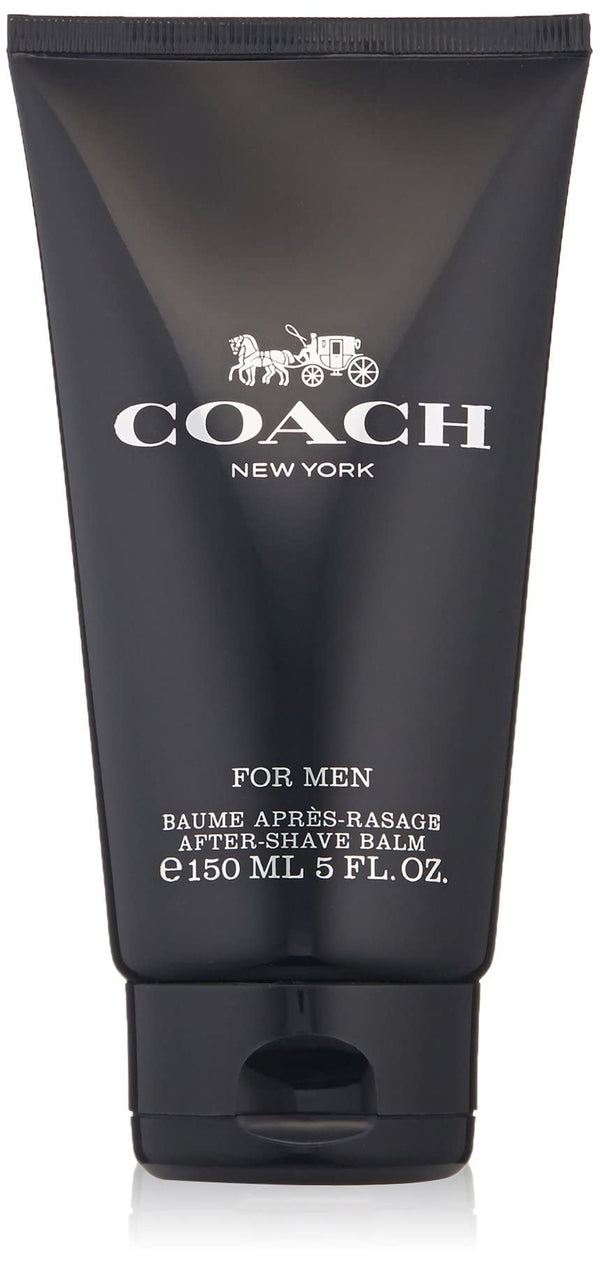 COACH
NEW YORK
FOR MEN
BAUME APRÈS-RASAGE
AFTER-SHAVE BALM
℮150 ML 5 FL. OZ.